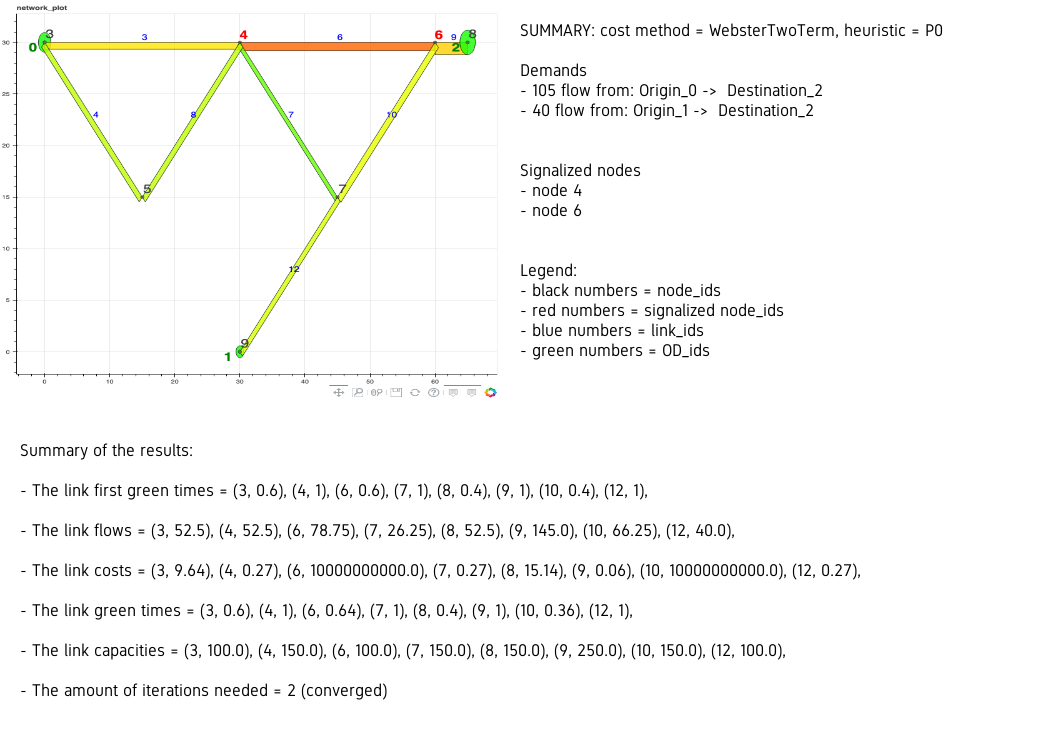 network_plot
3
3
4
6
6
9
8
0
2
30
25
4
8
7
10
20
5
7
15
10
12
5
9
1
0
0
10
20
30
40
50
60
SUMMARY: cost method = WebsterTwoTerm, heuristic = P0
Demands
- 105 flow from: Origin_0 -> Destination_2
- 40 flow from: Origin_1 -> Destination_2
Signalized nodes
- node 4
- node 6
Legend:
- black numbers = node_ids
- red numbers = signalized node_ids
- blue numbers = link_ids
- green numbers = OD_ids
Summary of the results:
- The link first green times = (3, 0.6), (4, 1), (6, 0.6), (7, 1), (8, 0.4), (9, 1), (10, 0.4), (12, 1),
- The link flows = (3, 52.5), (4, 52.5), (6, 78.75), (7, 26.25), (8, 52.5), (9, 145.0), (10, 66.25), (12, 40.0),
- The link costs = (3, 9.64), (4, 0.27), (6, 10000000000.0), (7, 0.27), (8, 15.14), (9, 0.06), (10, 10000000000.0), (12, 0.27),
- The link green times = (3, 0.6), (4, 1), (6, 0.64), (7, 1), (8, 0.4), (9, 1), (10, 0.36), (12, 1),
- The link capacities = (3, 100.0), (4, 150.0), (6, 100.0), (7, 150.0), (8, 150.0), (9, 250.0), (10, 150.0), (12, 100.0),
- The amount of iterations needed = 2 (converged)